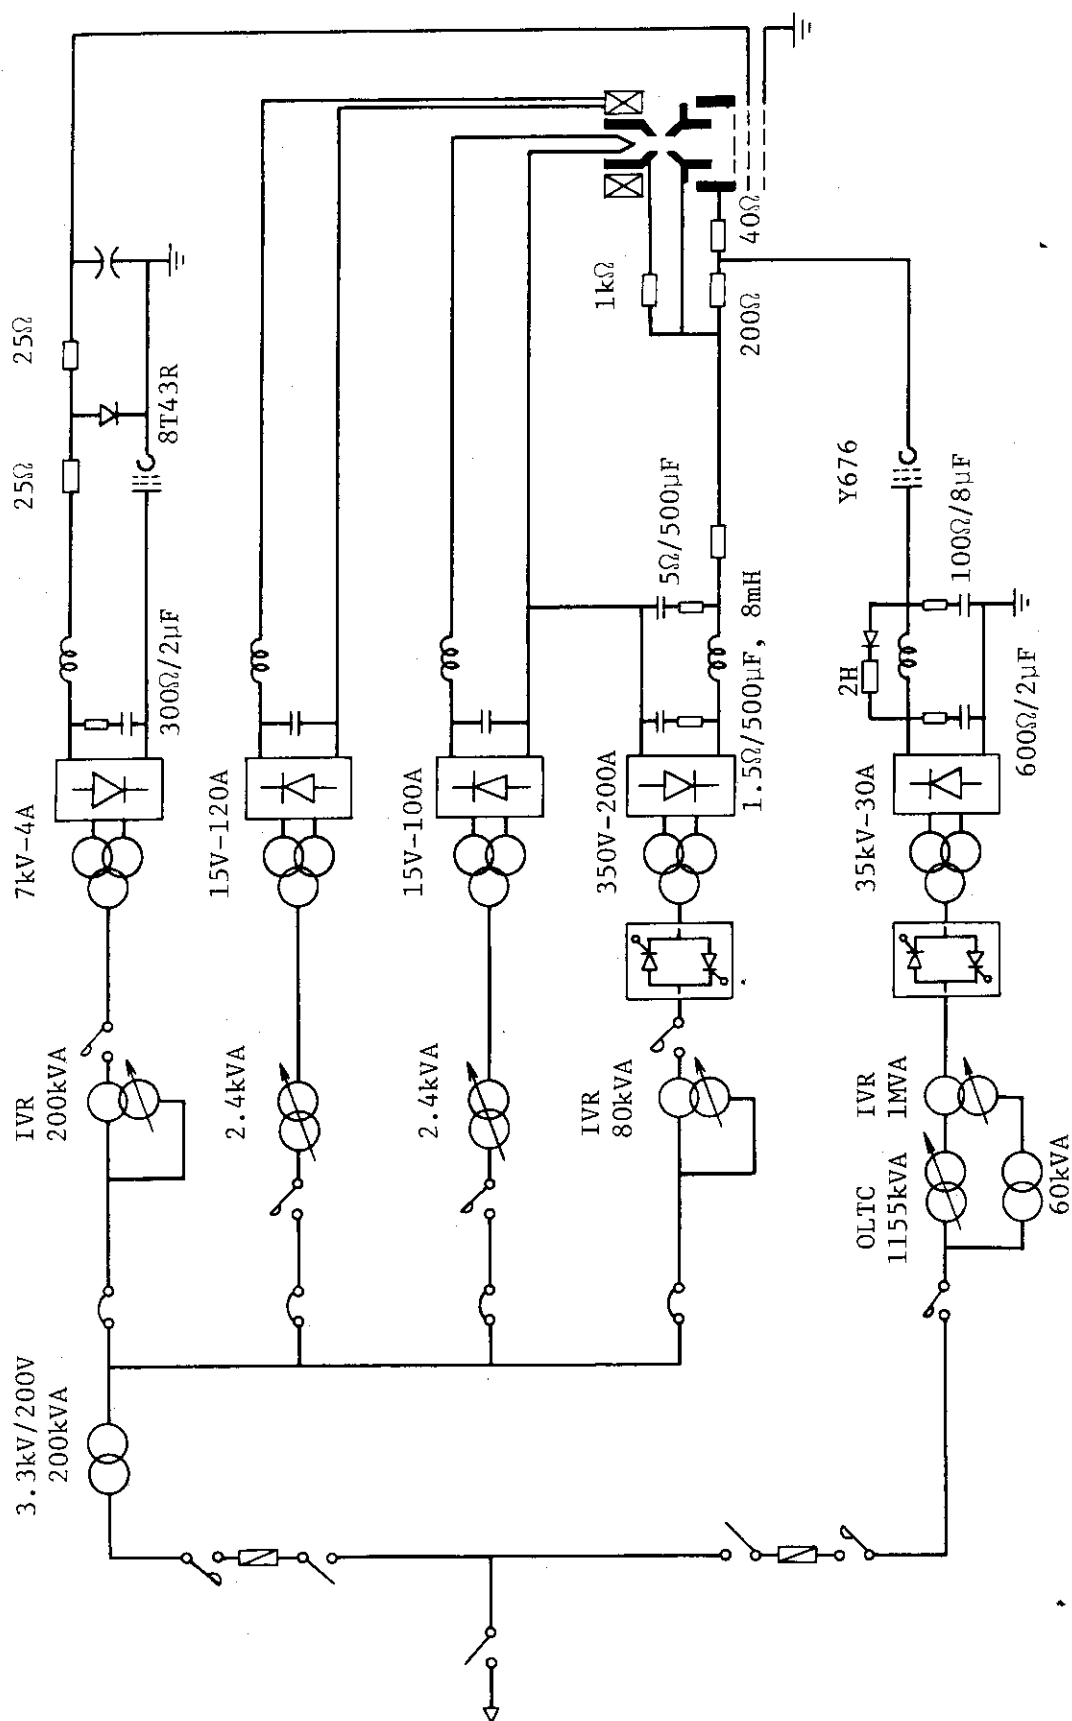 3.3kV/200V
200kVA
IVR
200kVA
7kV-4A
300Ω/2μF
25Ω
8T43R
25Ω
2.4kVA
15V-120A
2.4kVA
15V-100A
IVR
80kVA
350V-200A
1.5Ω/500μF, 8mH
5Ω/500μF
1kΩ
200Ω
40Ω
OLTC
1155kVA
60kVA
IVR
1MVA
35kV-30A
600Ω/2μF
2H
100Ω/8μF
Y676